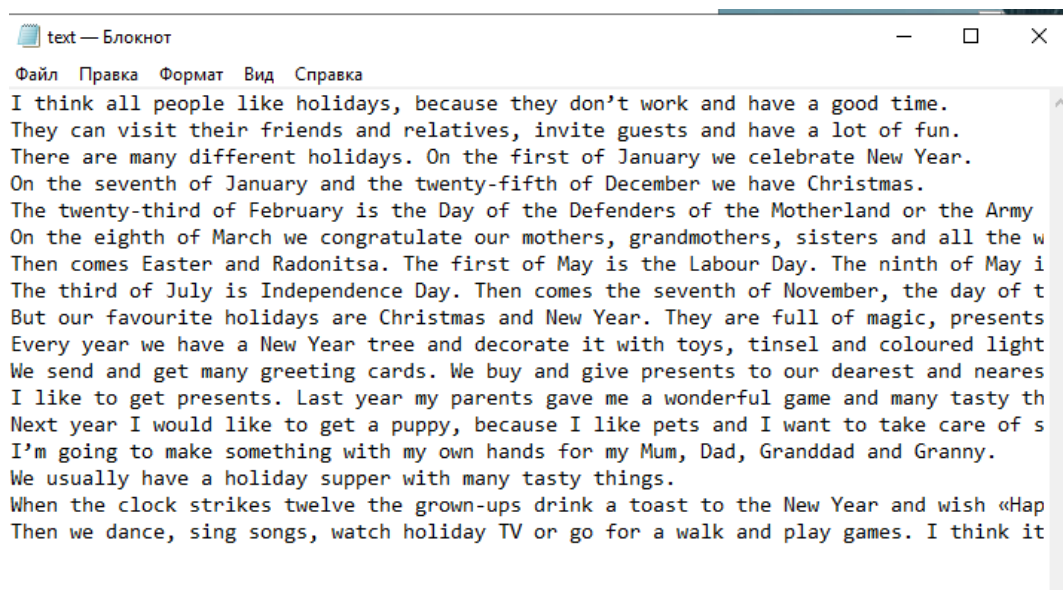 text — Блокнот
Файл Правка Формат Вид Справка
I think all people like holidays, because they don’t work and have a good time.
They can visit their friends and relatives, invite guests and have a lot of fun.
There are many different holidays. On the first of January we celebrate New Year.
On the seventh of January and the twenty-fifth of December we have Christmas.
The twenty-third of February is the Day of the Defenders of the Motherland or the Army
On the eighth of March we congratulate our mothers, grandmothers, sisters and all the w
Then comes Easter and Radonitsa. The first of May is the Labour Day. The ninth of May i
The third of July is Independence Day. Then comes the seventh of November, the day of t
But our favourite holidays are Christmas and New Year. They are full of magic, presents
Every year we have a New Year tree and decorate it with toys, tinsel and coloured light
We send and get many greeting cards. We buy and give presents to our dearest and neares
I like to get presents. Last year my parents gave me a wonderful game and many tasty th
Next year I would like to get a puppy, because I like pets and I want to take care of s
I’m going to make something with my own hands for my Mum, Dad, Granddad and Granny.
We usually have a holiday supper with many tasty things.
When the clock strikes twelve the grown-ups drink a toast to the New Year and wish «Hap
Then we dance, sing songs, watch holiday TV or go for a walk and play games. I think it